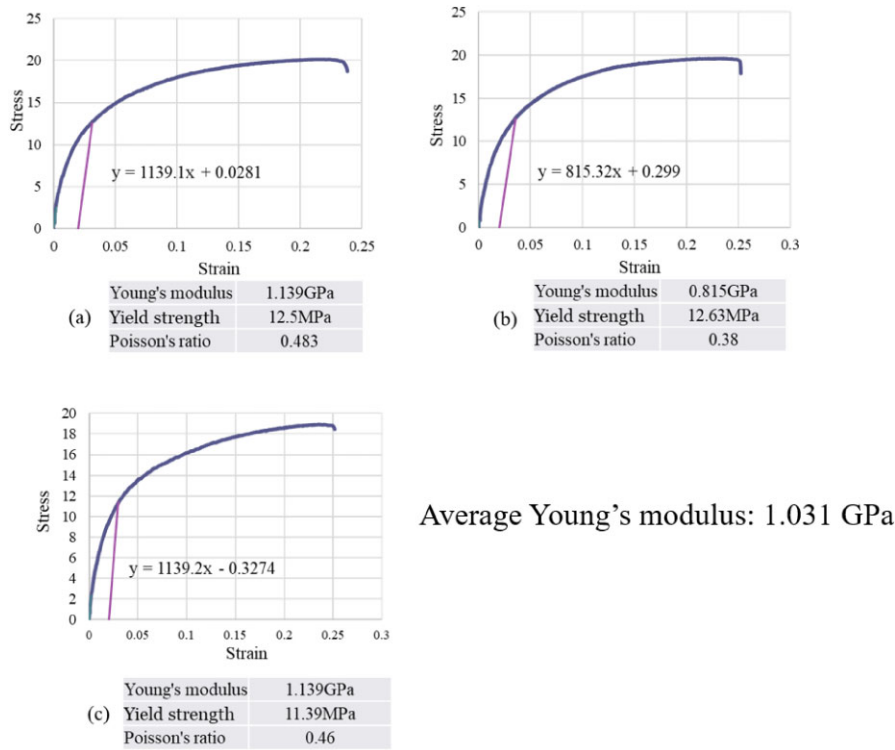 25
20
15
10
5
0
Stress
y = 1139.1x + 0.0281
0 0.05 0.1 0.15 0.2 0.25
Strain
(a)
Young's modulus 1.139GPa
Yield strength 12.5MPa
Poisson's ratio 0.483
25
20
15
10
5
0
Stress
y = 815.32x + 0.299
0 0.05 0.1 0.15 0.2 0.25 0.3
Strain
(b)
Young's modulus 0.815GPa
Yield strength 12.63MPa
Poisson's ratio 0.38
20
18
16
14
12
10
8
6
4
2
0
Stress
y = 1139.2x - 0.3274
0 0.05 0.1 0.15 0.2 0.25 0.3
Strain
(c)
Young's modulus 1.139GPa
Yield strength 11.39MPa
Poisson's ratio 0.46
Average Young’s modulus: 1.031 GPa